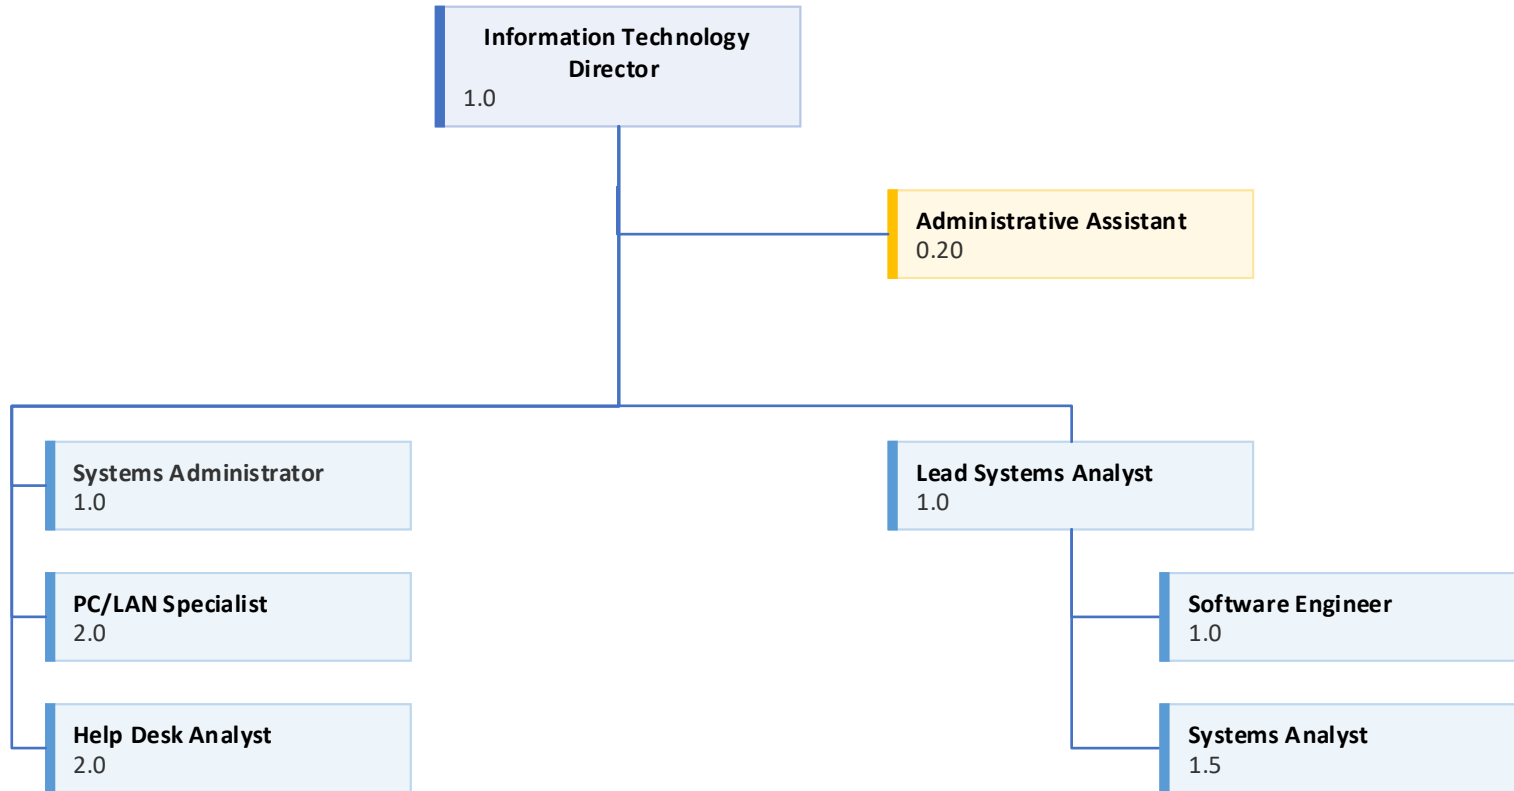 Information Technology
Director
1.0
Administrative Assistant
0.20
Systems Administrator
1.0
PC/LAN Specialist
2.0
Help Desk Analyst
2.0
Lead Systems Analyst
1.0
Software Engineer
1.0
Systems Analyst
1.5